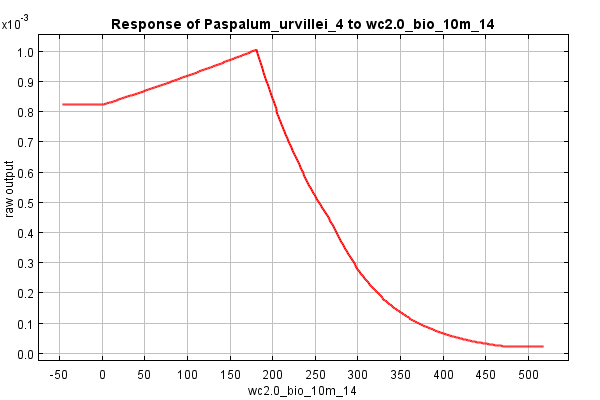 x10^-3
Response of Paspalum_urvillei_4 to wc2.0_bio_10m_14
1.0
0.9
0.8
0.7
0.6
0.5
0.4
0.3
0.2
0.1
0.0
raw output
-50 0 50 100 150 200 250 300 350 400 450 500
wc2.0_bio_10m_14